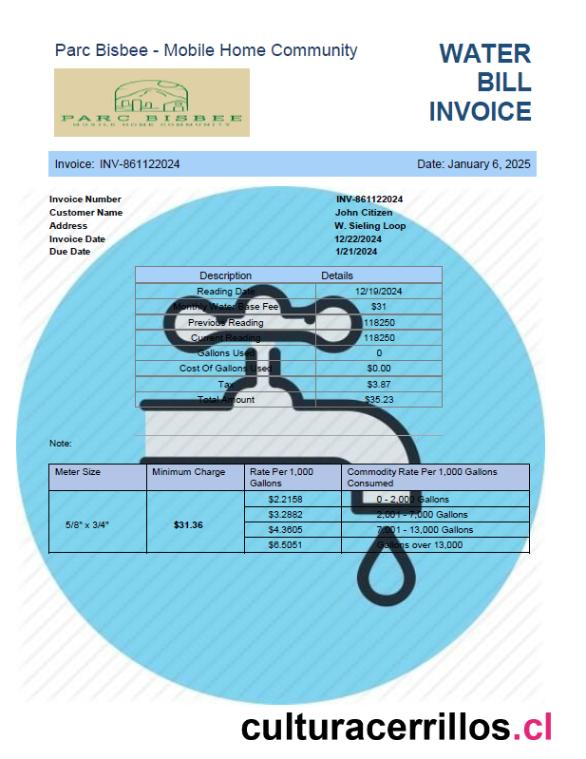 Parc Bisbee - Mobile Home Community
WATER
BILL
INVOICE
PARC BISBEE
MOBILE HOME COMMUNITY
Invoice: INV-861122024
Date: January 6, 2025
Invoice Number INV-861122024
Customer Name John Citizen
Address W. Sieling Loop
Invoice Date 12/22/2024
Due Date 1/21/2024
Description Details
Reading Date 12/19/2024
Monthly Water Base Fee $31
Previous Reading 118250
Current Reading 118250
Gallons Used 0
Cost Of Gallons Used $0.00
Tax $3.87
Total Amount $35.23
Note:
Meter Size Minimum Charge Rate Per 1,000 Gallons Commodity Rate Per 1,000 Gallons Consumed
5/8" x 3/4" $31.36
$2.2158 0 - 2,000 Gallons
$3.2882 2,001 - 7,000 Gallons
$4.3605 7,001 - 13,000 Gallons
$6.5051 Gallons over 13,000
culturacerrillos.cl